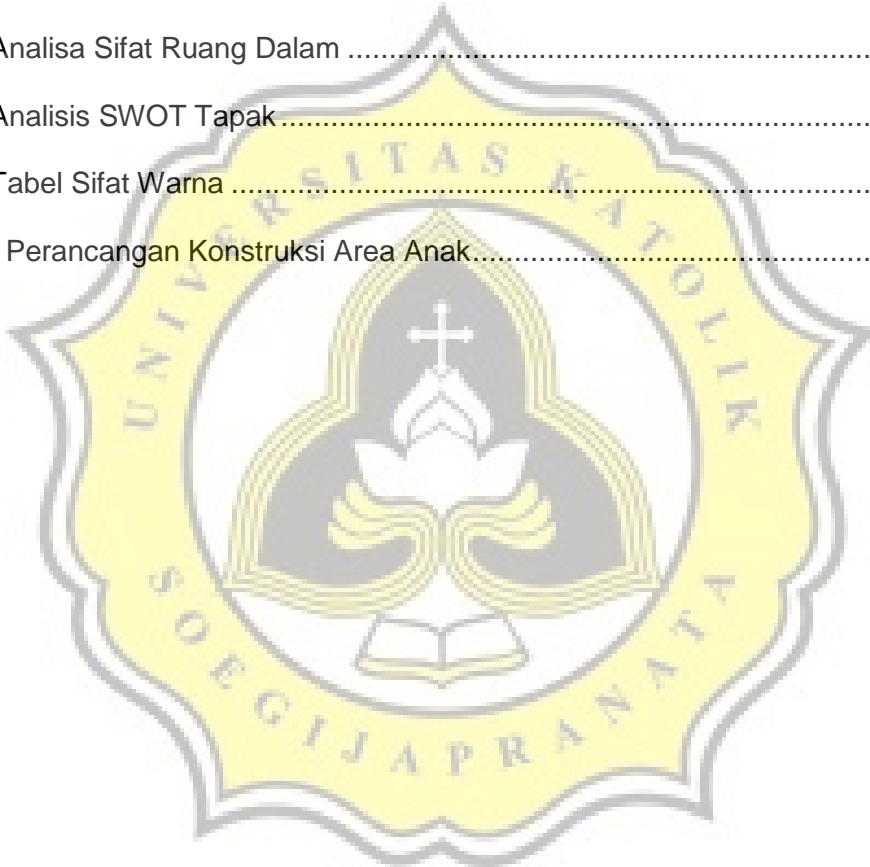 Analisa Sifat Ruang Dalam ................................................................
Analisis SWOT Tapak ................................................................
Tabel Sifat Warna ................................................................
Perancangan Konstruksi Area Anak ................................................................
UNIVERSITAS KATOLIK
SOEGIJAPRANATA